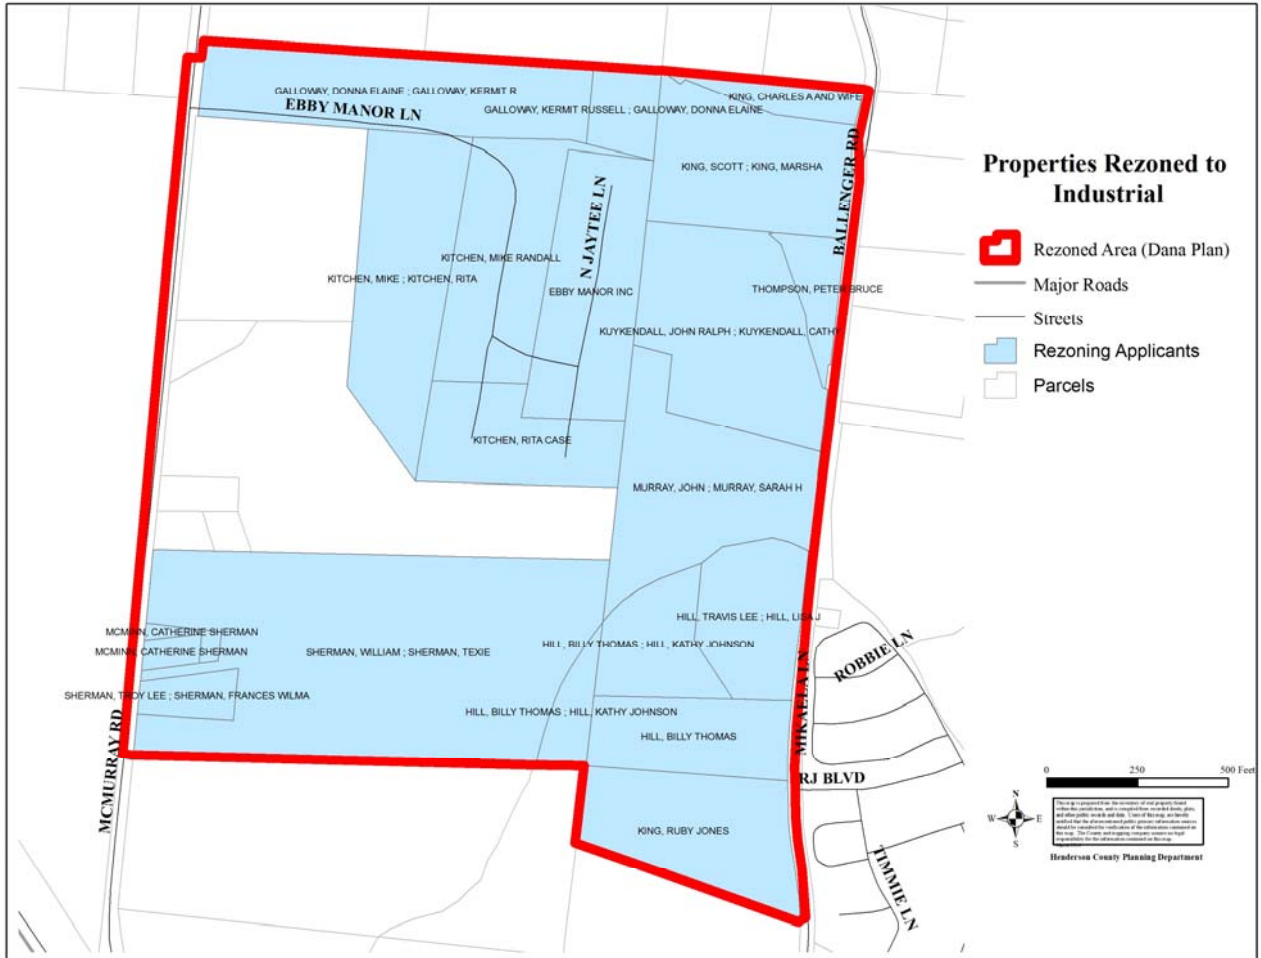 GALLOWAY, DONNA ELAINE ; GALLOWAY, KERMIT R
KING, CHARLES A AND WIFE
EBBY MANOR LN
GALLOWAY, KERMIT RUSSELL ; GALLOWAY, DONNA ELAINE
KING, SCOTT ; KING, MARSHA
BALLENGER RD
N JAYTEE LN
KITCHEN, MIKE RANDALL
KITCHEN, MIKE ; KITCHEN, RITA
EBBY MANOR INC
THOMPSON, PETER BRUCE
KUYKENDALL, JOHN RALPH ; KUYKENDALL, CATHY
KITCHEN, RITA CASE
MURRAY, JOHN ; MURRAY, SARAH H
HILL, TRAVIS LEE ; HILL, LISA J
MCMINN, CATHERINE SHERMAN
MCMINN, CATHERINE SHERMAN
SHERMAN, WILLIAM ; SHERMAN, TEXIE
HILL, BILLY THOMAS ; HILL, KATHY JOHNSON
ROBBIE LN
MIKAELA LN
SHERMAN, TROY LEE ; SHERMAN, FRANCES WILMA
HILL, BILLY THOMAS ; HILL, KATHY JOHNSON
HILL, BILLY THOMAS
MCMURRAY RD
RJ BLVD
KING, RUBY JONES
TIMMIE LN
Properties Rezoned to
Industrial
Rezoned Area (Dana Plan)
Major Roads
Streets
Rezoning Applicants
Parcels
0 250 500 Feet
N
W E
S
Henderson County Planning Department